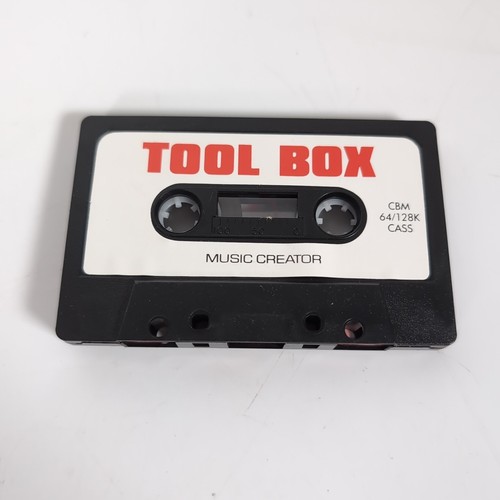 TOOL BOX
CBM
64/128K
CASS
MUSIC CREATOR